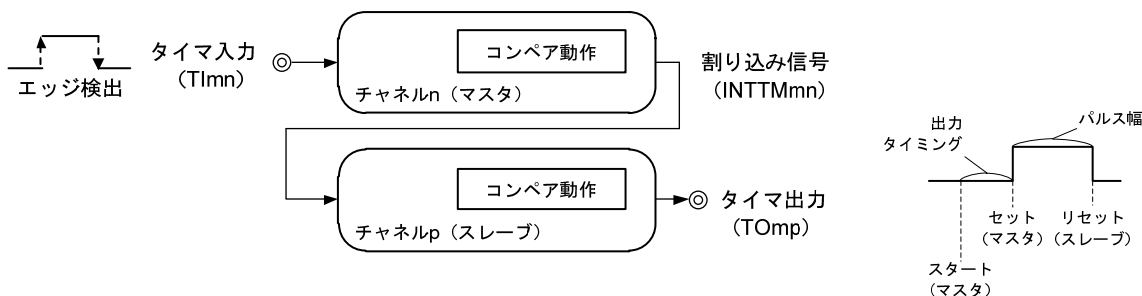 エッジ検出
タイマ入力
（TImn）
コンペア動作
チャネルn（マスタ）
割り込み信号
（INTTMmn）
コンペア動作
チャネルp（スレーブ）
タイマ出力
（TOmp）
出力
タイミング
パルス幅
セット
（マスタ）
リセット
（スレーブ）
スタート
（マスタ）